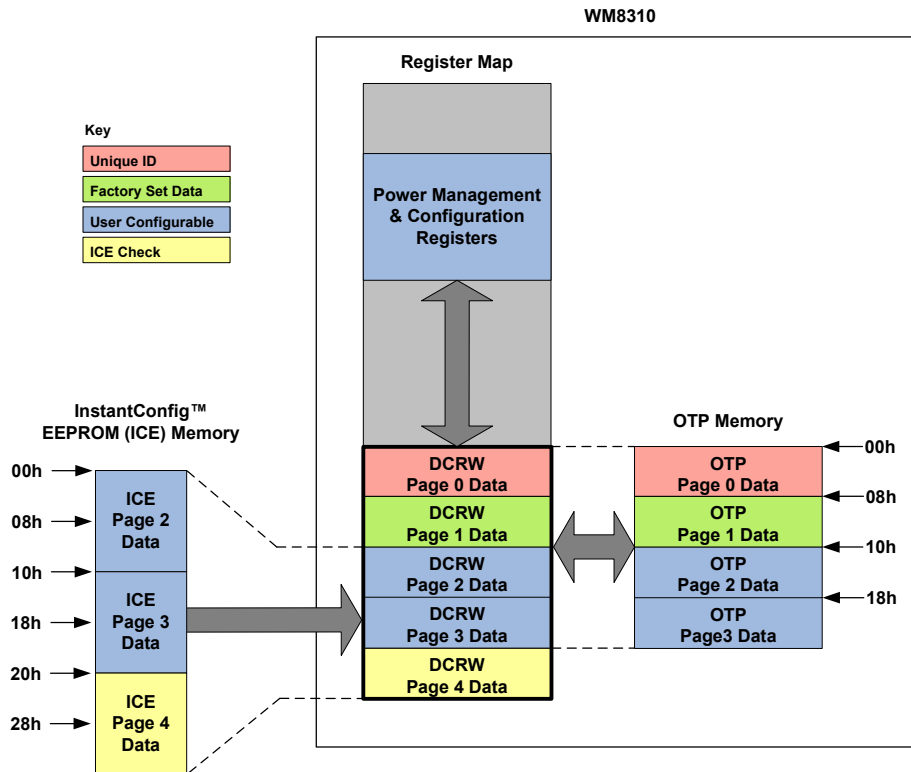 WM8310
Register Map
Key
Unique ID
Factory Set Data
User Configurable
ICE Check
Power Management
& Configuration
Registers
InstantConfig™
EEPROM (ICE) Memory
00h
08h
10h
18h
20h
28h
ICE
Page 2
Data
ICE
Page 3
Data
ICE
Page 4
Data
DCRW
Page 0 Data
DCRW
Page 1 Data
DCRW
Page 2 Data
DCRW
Page 3 Data
DCRW
Page 4 Data
OTP Memory
OTP
Page 0 Data
OTP
Page 1 Data
OTP
Page 2 Data
OTP
Page3 Data
00h
08h
10h
18h